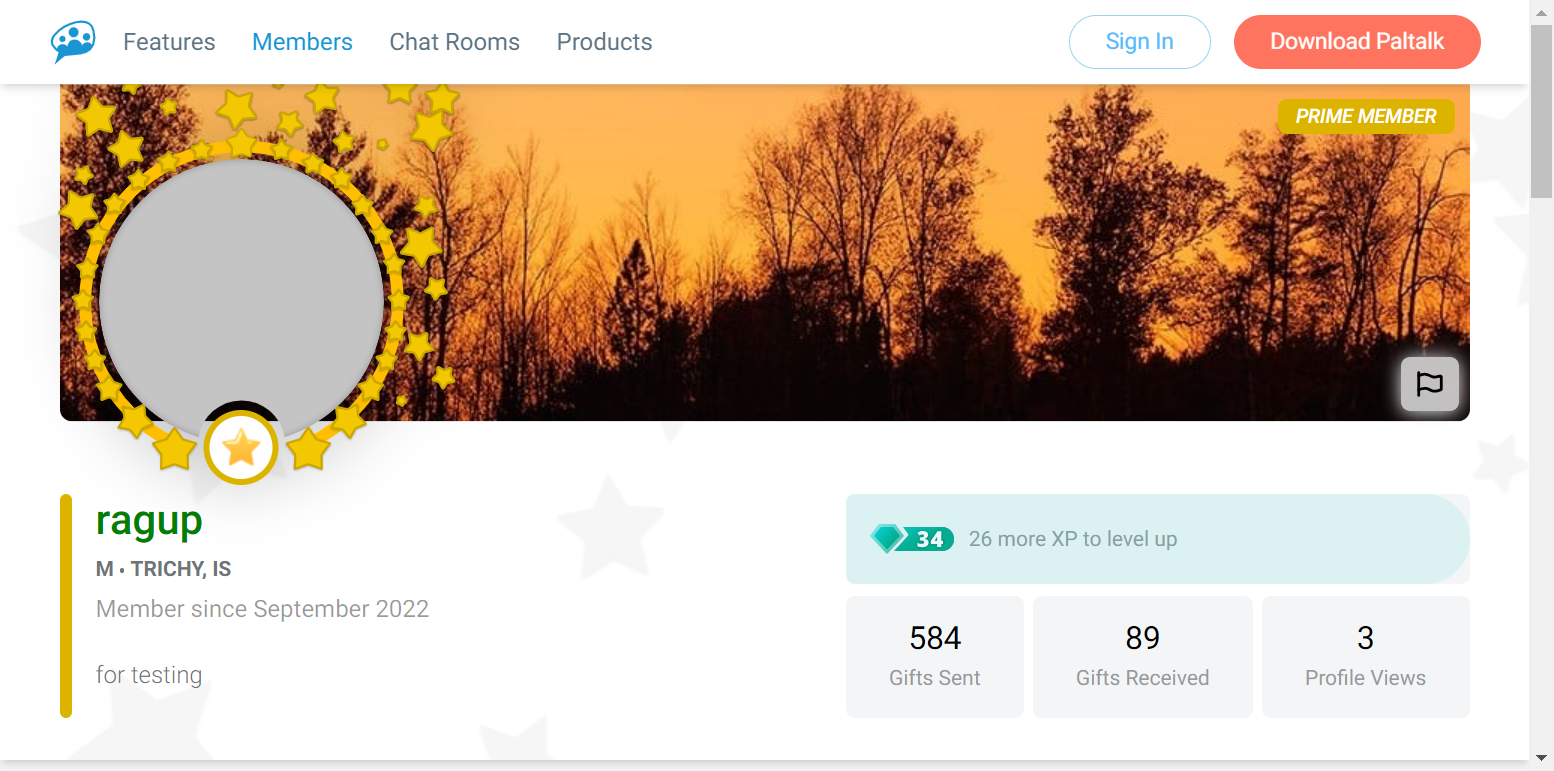 Features Members Chat Rooms Products Sign In Download Paltalk
PRIME MEMBER
ragup
M • TRICHY, IS
Member since September 2022
for testing
34 26 more XP to level up
584 89 3
Gifts Sent Gifts Received Profile Views